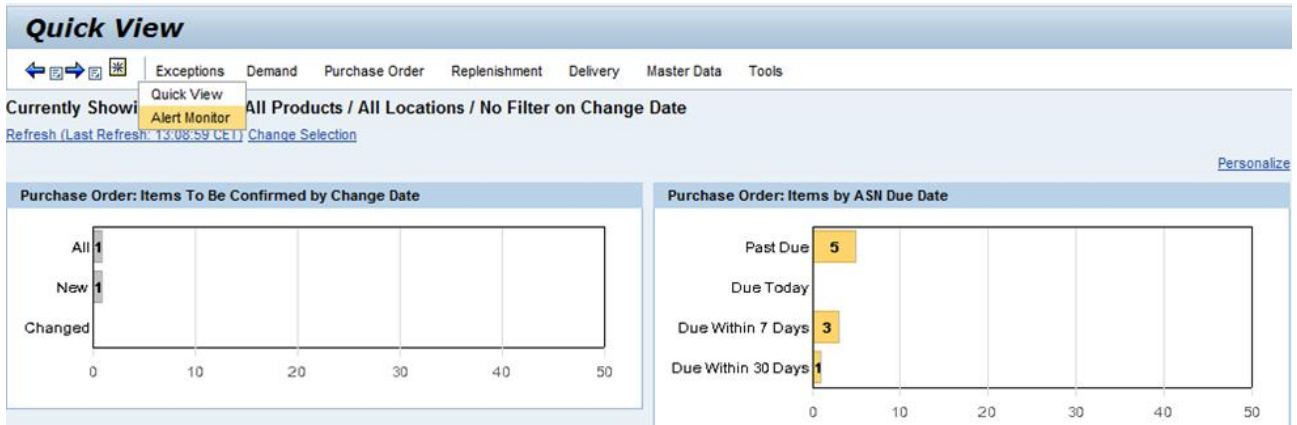 Quick View
Exceptions Demand Purchase Order Replenishment Delivery Master Data Tools
Quick View
Alert Monitor
Currently Showi All Products / All Locations / No Filter on Change Date
Refresh (Last Refresh: 13:08:59 CET) Change Selection
Personalize
Purchase Order: Items To Be Confirmed by Change Date
All 1
New 1
Changed
0 10 20 30 40 50
Purchase Order: Items by ASN Due Date
Past Due 5
Due Today
Due Within 7 Days 3
Due Within 30 Days 1
0 10 20 30 40 50